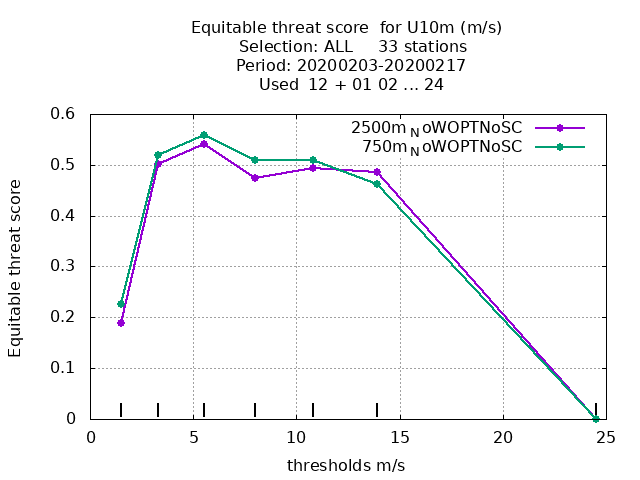 Equitable threat score for U10m (m/s)
Selection: ALL 33 stations
Period: 20200203-20200217
Used 12 + 01 02 ... 24
2500m_NoWOPTNoSC
750m_NoWOPTNoSC
Equitable threat score
0.6
0.5
0.4
0.3
0.2
0.1
0
0 5 10 15 20 25
thresholds m/s